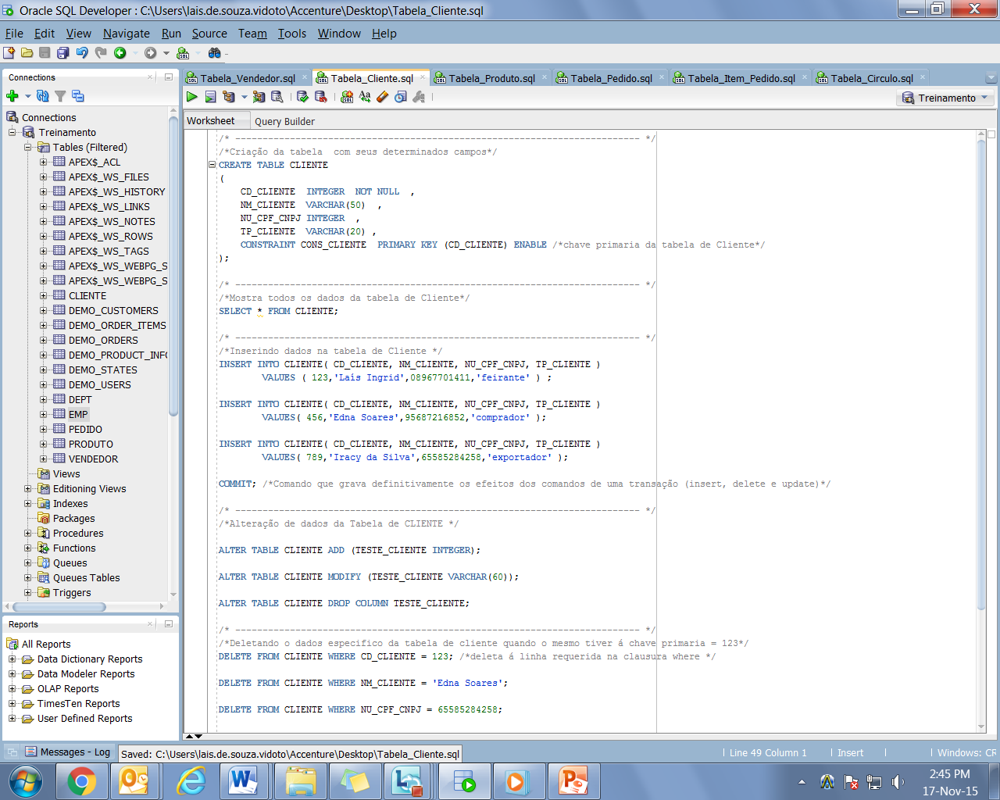 Oracle SQL Developer : C:\Users\lais.de.souza.vidoto\Accenture\Desktop\Tabela_Cliente.sql
File Edit View Navigate Run Source Team Tools Window Help
Connections
Connections
Treinamento
Tables (Filtered)
APEX$_ACL
APEX$_WS_FILES
APEX$_WS_HISTORY
APEX$_WS_LINKS
APEX$_WS_NOTES
APEX$_WS_ROWS
APEX$_WS_TAGS
APEX$_WS_WEBPG_S
APEX$_WS_WEBPG_S
CLIENTE
DEMO_CUSTOMERS
DEMO_ORDER_ITEMS
DEMO_ORDERS
DEMO_PRODUCT_INF
DEMO_STATES
DEMO_USERS
DEPT
EMP
PEDIDO
PRODUTO
VENDEDOR
Views
Editioning Views
Indexes
Packages
Procedures
Functions
Queues
Queues Tables
Triggers
Reports
All Reports
Data Dictionary Reports
Data Modeler Reports
OLAP Reports
TimesTen Reports
User Defined Reports
Tabela_Vendedor.sql Tabela_Cliente.sql Tabela_Produto.sql Tabela_Pedido.sql Tabela_Item_Pedido.sql Tabela_Circulo.sql
Treinamento
Worksheet Query Builder
/* -------------------------------------------------------------------------- */
/*Criação da tabela  com seus determinados campos*/
CREATE TABLE CLIENTE
(
    CD_CLIENTE  INTEGER  NOT NULL  ,
    NM_CLIENTE  VARCHAR(50)  ,
    NU_CPF_CNPJ INTEGER  ,
    TP_CLIENTE  VARCHAR(20) ,
    CONSTRAINT CONS_CLIENTE  PRIMARY KEY (CD_CLIENTE) ENABLE /*chave primaria da tabela de Cliente*/
);
/* -------------------------------------------------------------------------- */
/*Mostra todos os dados da tabela de Cliente*/
SELECT * FROM CLIENTE;
/* -------------------------------------------------------------------------- */
/*Inserindo dados na tabela de Cliente */
INSERT INTO CLIENTE( CD_CLIENTE, NM_CLIENTE, NU_CPF_CNPJ, TP_CLIENTE )
        VALUES ( 123,'Laís Ingrid',08967701411,'feirante' ) ;
INSERT INTO CLIENTE( CD_CLIENTE, NM_CLIENTE, NU_CPF_CNPJ, TP_CLIENTE )
        VALUES( 456,'Edna Soares',95687216852,'comprador' );
INSERT INTO CLIENTE( CD_CLIENTE, NM_CLIENTE, NU_CPF_CNPJ, TP_CLIENTE )
        VALUES( 789,'Iracy da Silva',65585284258,'exportador' );
COMMIT; /*Comando que grava definitivamente os efeitos dos comandos de uma transação (insert, delete e update)*/
/* -------------------------------------------------------------------------- */
/*Alteração de dados da Tabela de CLIENTE */
ALTER TABLE CLIENTE ADD (TESTE_CLIENTE INTEGER);
ALTER TABLE CLIENTE MODIFY (TESTE_CLIENTE VARCHAR(60));
ALTER TABLE CLIENTE DROP COLUMN TESTE_CLIENTE;
/* -------------------------------------------------------------------------- */
/*Deletando o dados especifico da tabela de cliente quando o mesmo tiver á chave primaria = 123*/
DELETE FROM CLIENTE WHERE CD_CLIENTE = 123; /*deleta á linha requerida na clausura where */
DELETE FROM CLIENTE WHERE NM_CLIENTE = 'Edna Soares';
DELETE FROM CLIENTE WHERE NU_CPF_CNPJ = 65585284258;
Messages - Log
Saved: C:\Users\lais.de.souza.vidoto\Accenture\Desktop\Tabela_Cliente.sql
Line 49 Column 1 Insert Windows: CR
2:45 PM
17-Nov-15